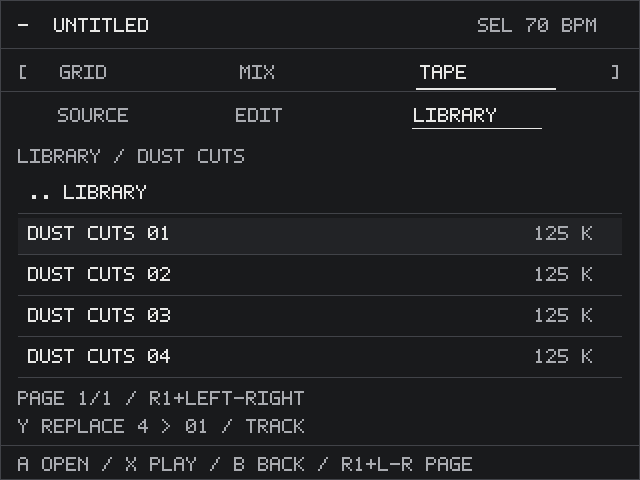 – UNTITLED SEL 70 BPM
[ GRID MIX TAPE ]
SOURCE EDIT LIBRARY
LIBRARY / DUST CUTS
.. LIBRARY
DUST CUTS 01 125 K
DUST CUTS 02 125 K
DUST CUTS 03 125 K
DUST CUTS 04 125 K
PAGE 1/1 / R1+LEFT-RIGHT
Y REPLACE 4 > 01 / TRACK
A OPEN / X PLAY / B BACK / R1+L-R PAGE